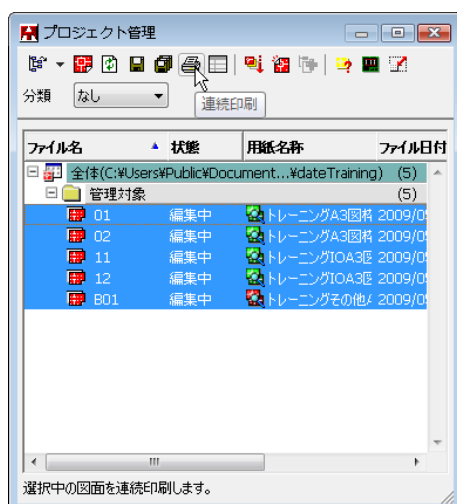 プロジェクト管理
分類 なし
連続印刷
ファイル名 状態 用紙名称 ファイル日付
全体(C:¥Users¥Public¥Document...¥dateTraining) (5)
管理対象 (5)
01 編集中 トレーニングA3図枠 2009/0
02 編集中 トレーニングA3図枠 2009/0
11 編集中 トレーニングIOA3図 2009/0
12 編集中 トレーニングIOA3図 2009/0
B01 編集中 トレーニングその他 2009/0
選択中の図面を連続印刷します。